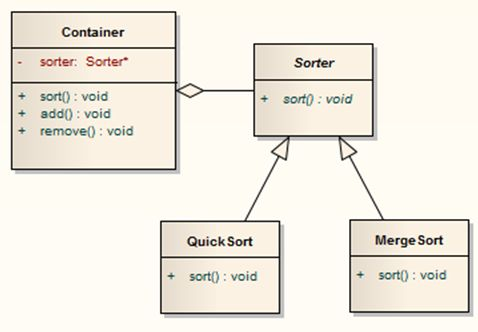 Container
- sorter: Sorter*
+ sort() : void
+ add() : void
+ remove() : void
Sorter
+ sort() : void
QuickSort
+ sort() : void
MergeSort
+ sort() : void